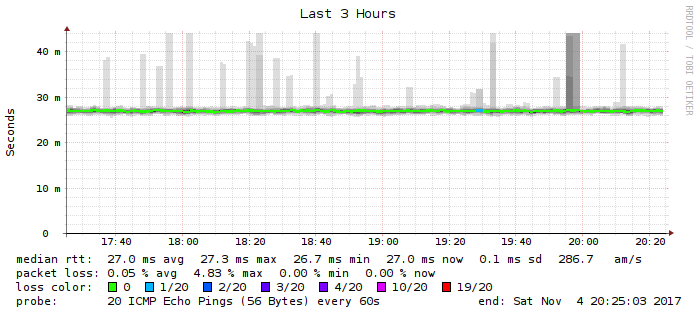 Last 3 Hours
RRDTOOL / TOBI OETIKER
Seconds
40 m
30 m
20 m
10 m
0
17:40 18:00 18:20 18:40 19:00 19:20 19:40 20:00 20:20
median rtt: 27.0 ms avg 27.3 ms max 26.7 ms min 27.0 ms now 0.1 ms sd 286.7 am/s
packet loss: 0.05 % avg 4.83 % max 0.00 % min 0.00 % now
loss color: 0 1/20 2/20 3/20 4/20 10/20 19/20
probe: 20 ICMP Echo Pings (56 Bytes) every 60s end: Sat Nov 4 20:25:03 2017